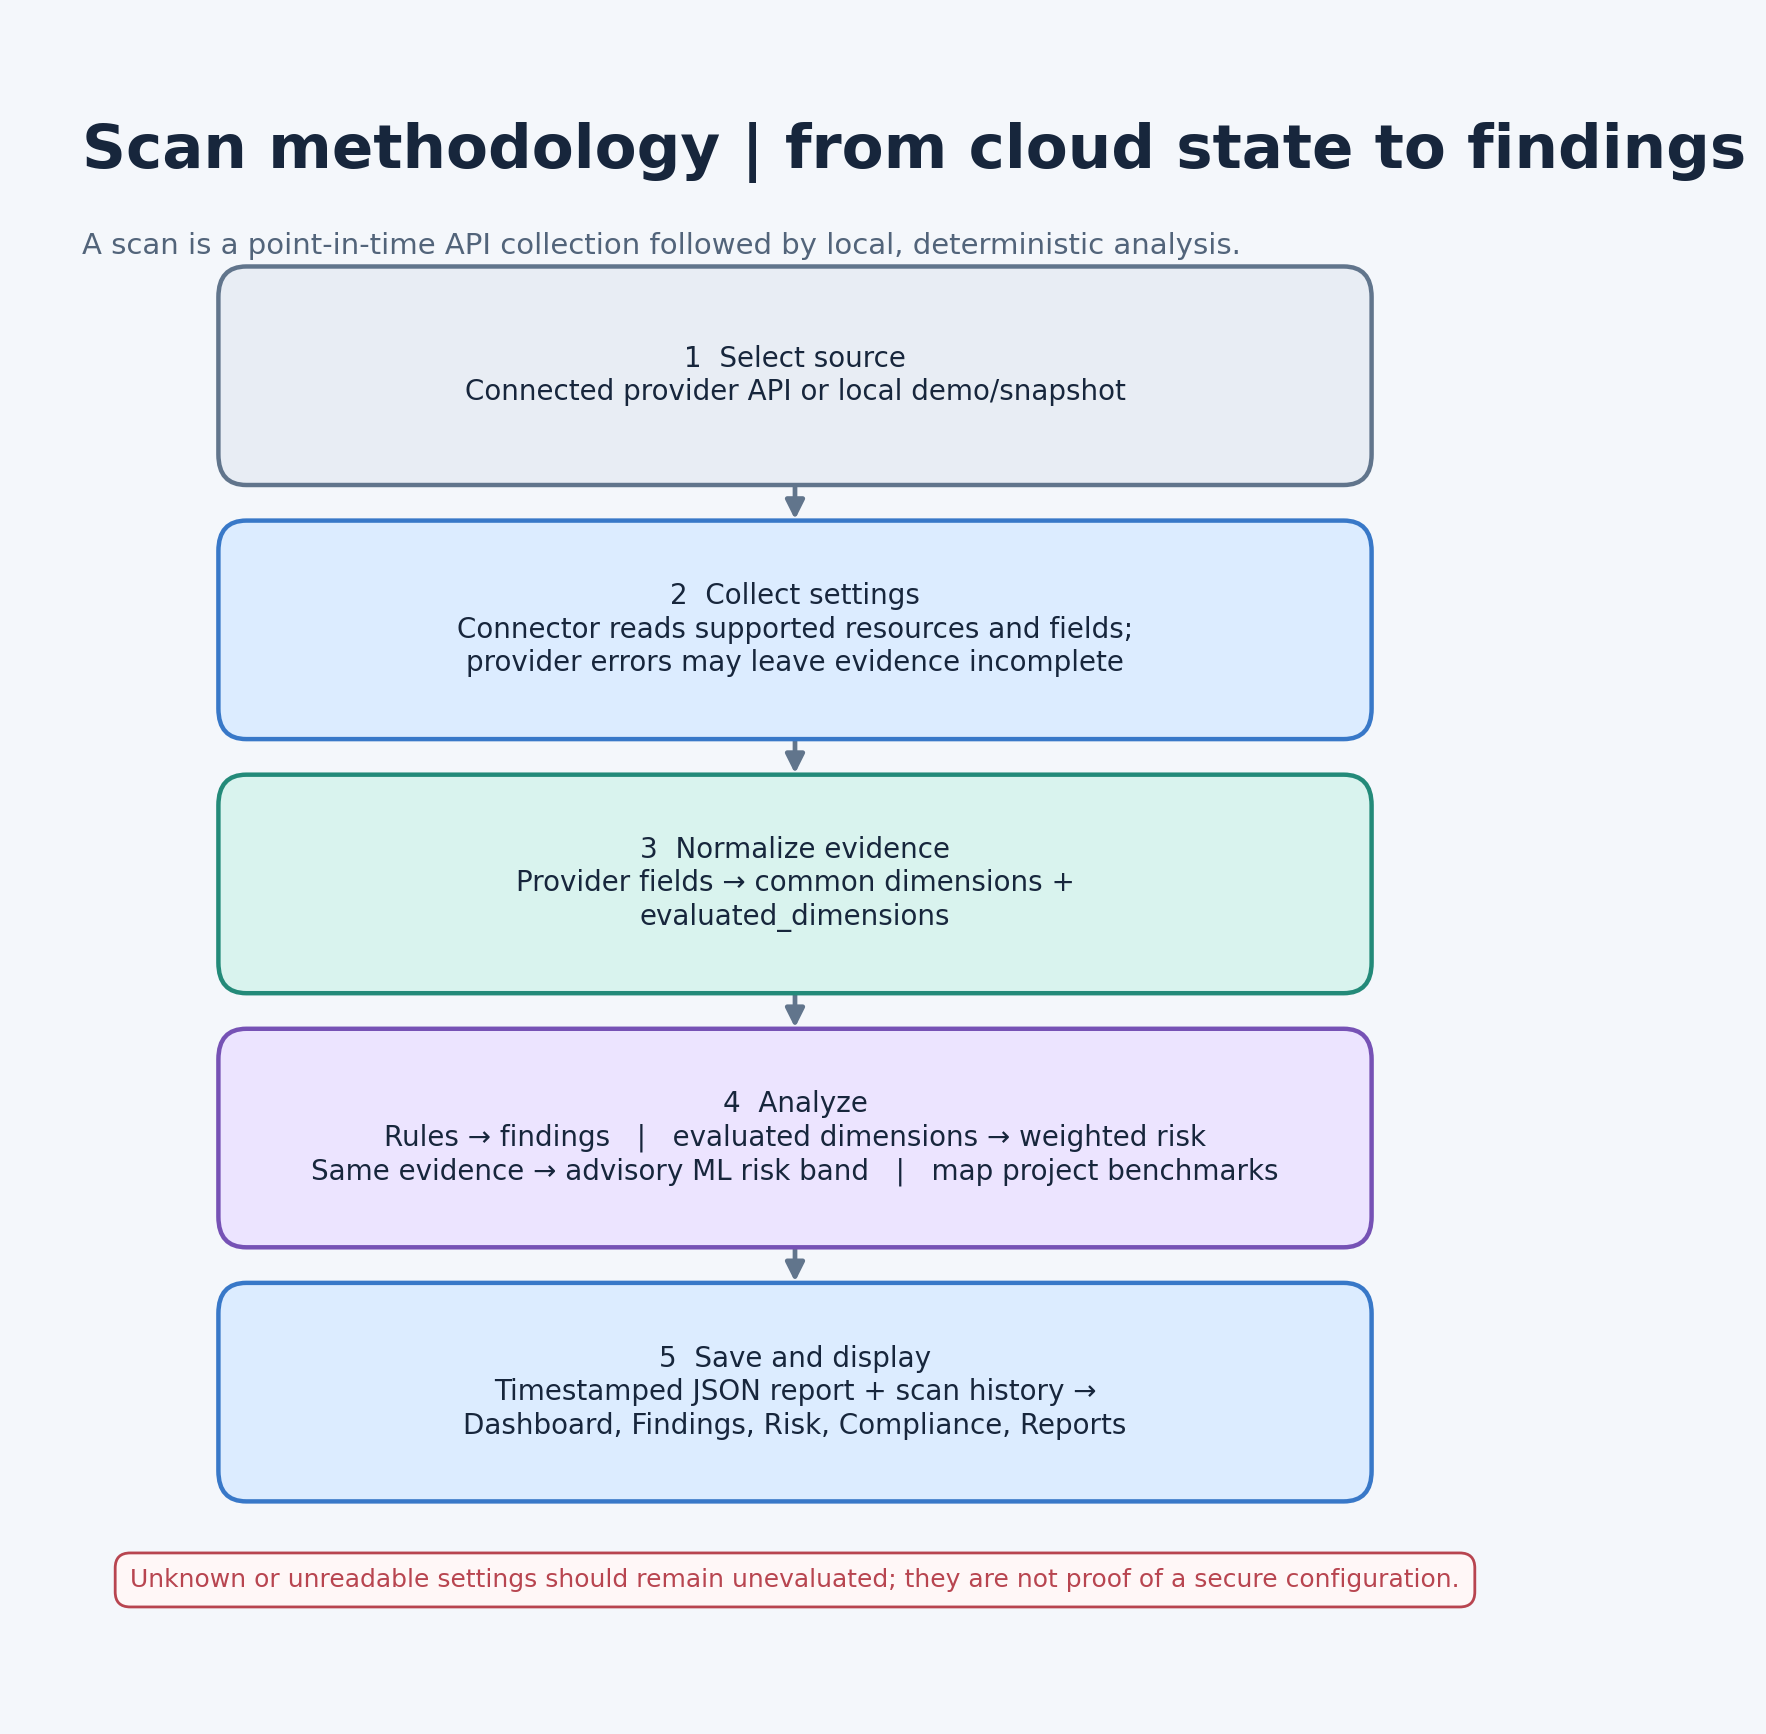 Scan methodology | from cloud state to findings
A scan is a point-in-time API collection followed by local, deterministic analysis.
1  Select source
Connected provider API or local demo/snapshot
2  Collect settings
Connector reads supported resources and fields;
provider errors may leave evidence incomplete
3  Normalize evidence
Provider fields → common dimensions +
evaluated_dimensions
4  Analyze
Rules → findings   |   evaluated dimensions → weighted risk
Same evidence → advisory ML risk band   |   map project benchmarks
5  Save and display
Timestamped JSON report + scan history →
Dashboard, Findings, Risk, Compliance, Reports
Unknown or unreadable settings should remain unevaluated; they are not proof of a secure configuration.